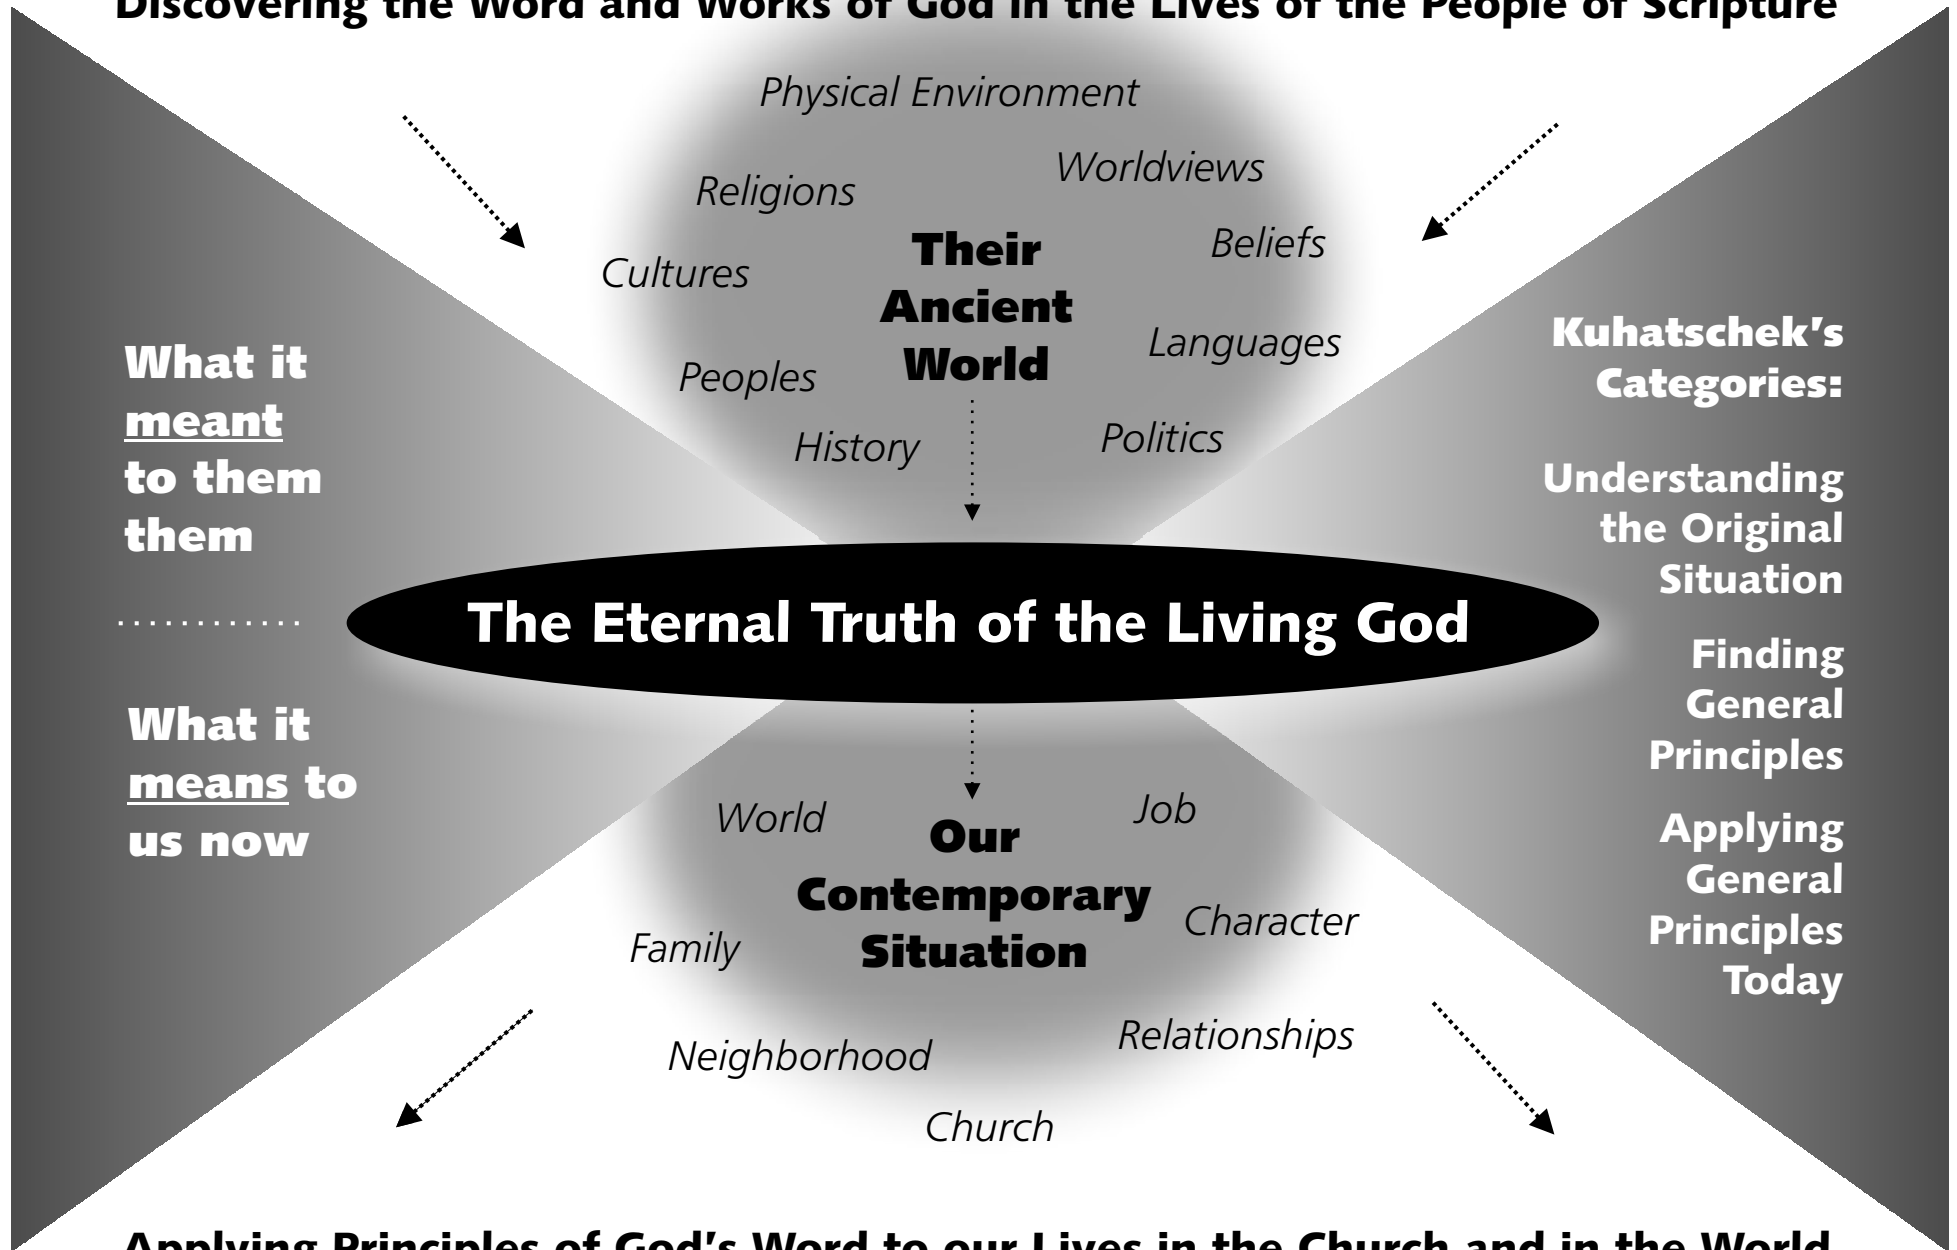 Discovering the Word and Works of God in the Lives of the People of Scripture
Physical Environment
Worldviews
Religions
Beliefs
Cultures
Their
Ancient
World
Languages
Peoples
History
Politics
What it
meant
to them
them
Kuhatschek’s
Categories:
Understanding
the Original
Situation
The Eternal Truth of the Living God
Finding
General
Principles
What it
means to
us now
Applying
General
Principles
Today
World
Job
Our
Contemporary
Situation
Character
Family
Relationships
Neighborhood
Church
Applying Principles of God’s Word to our Lives in the Church and in the World